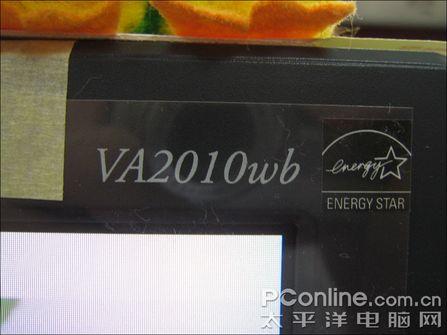 VA2010wb
energy
ENERGY STAR
PConline.com.cn
太平洋电脑网